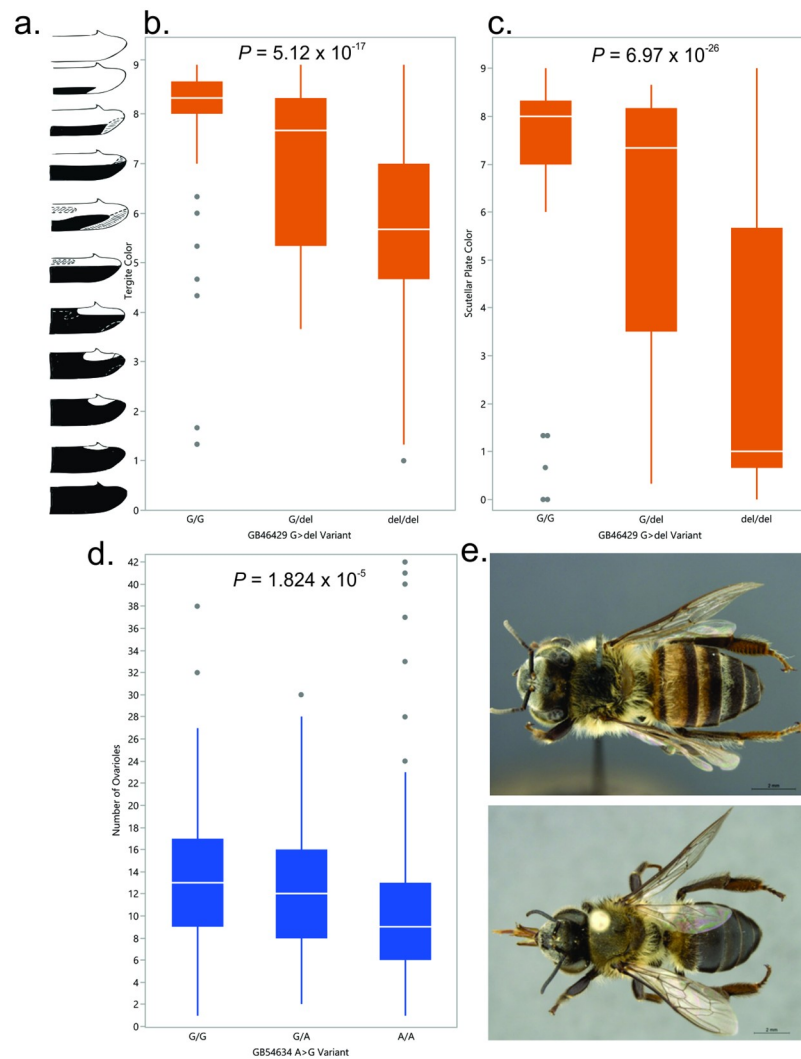 a.
b.
P = 5.12 x 10-17
9
8
7
6
5
4
3
2
1
0
Tergite Color
G/G G/del del/del
GB46429 G>del Variant
c.
P = 6.97 x 10-26
9
8
7
6
5
4
3
2
1
0
Scutellar Plate Color
G/G G/del del/del
GB46429 G>del Variant
d.
P = 1.824 x 10-5
42
40
38
36
34
32
30
28
26
24
22
20
18
16
14
12
10
8
6
4
2
0
Number of Ovarioles
G/G G/A A/A
GB54634 A>G Variant
e.
2 mm
2 mm